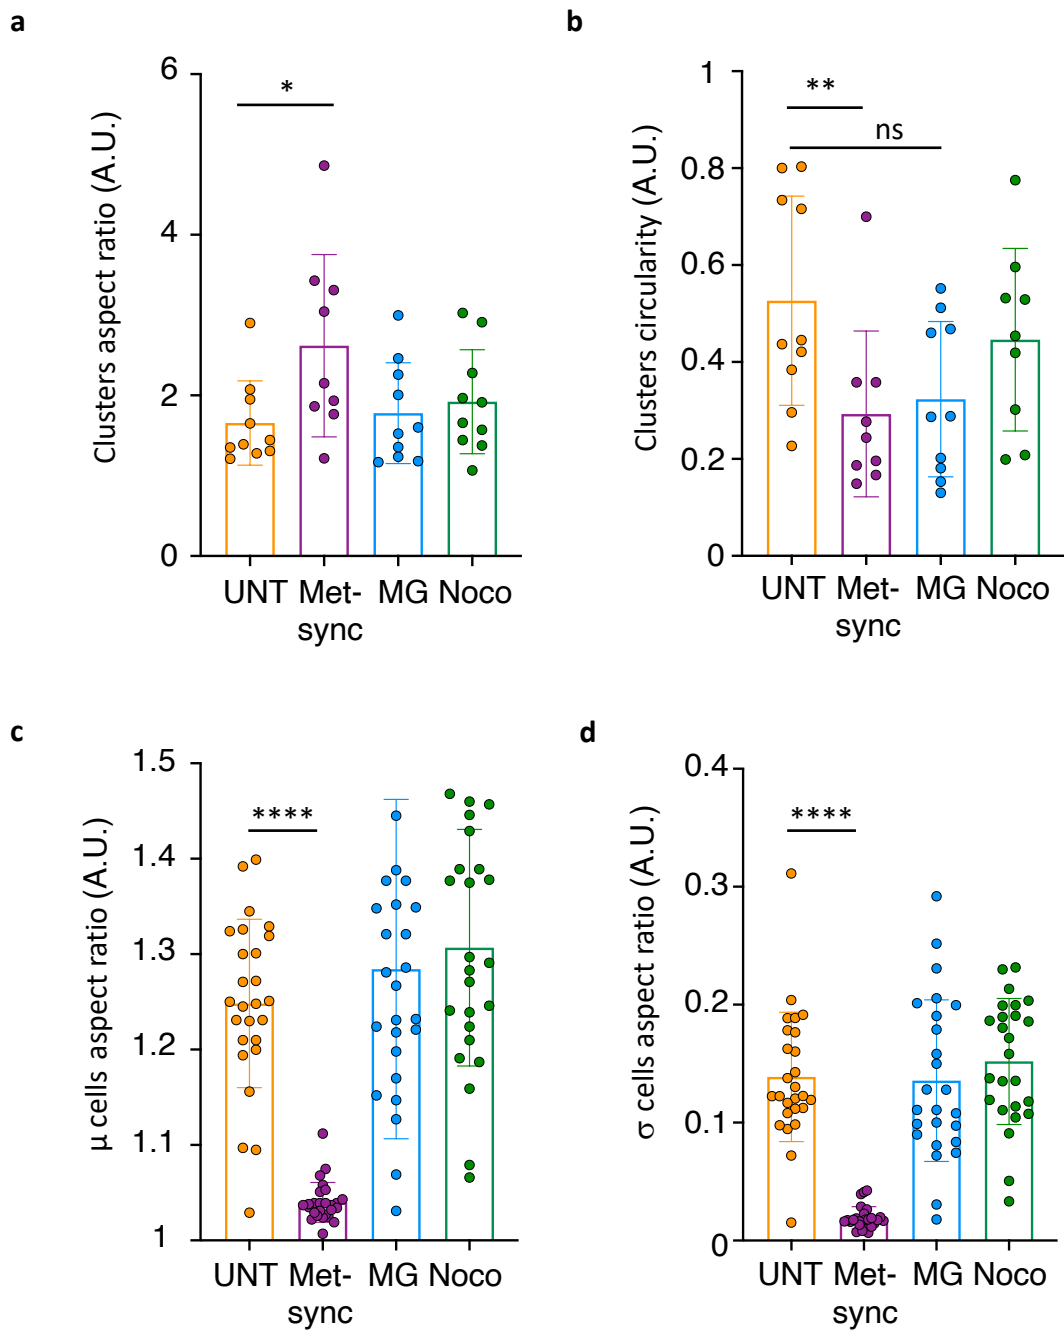 a
Clusters aspect ratio (A.U.)
6
4
2
0
*
UNT Met-sync MG Noco
b
Clusters circularity (A.U.)
1
0.8
0.6
0.4
0.2
0
**
ns
UNT Met-sync MG Noco
c
μ cells aspect ratio (A.U.)
1.5
1.4
1.3
1.2
1.1
1
****
UNT Met-sync MG Noco
d
σ cells aspect ratio (A.U.)
0.4
0.3
0.2
0.1
0
****
UNT Met-sync MG Noco